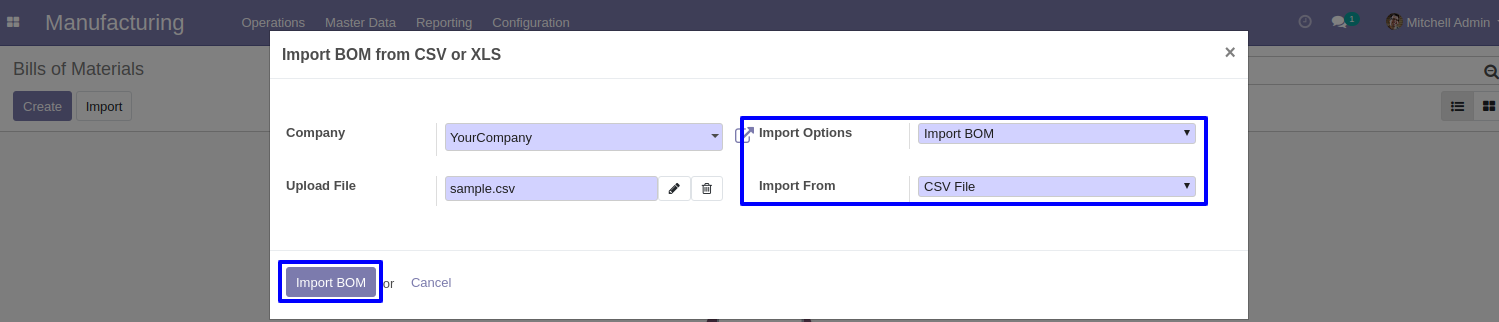 Manufacturing Operations Master Data Reporting Configuration 1 Mitchell Admin
Import BOM from CSV or XLS ×
Bills of Materials
Create Import
Company YourCompany Import Options Import BOM
Upload File sample.csv Import From CSV File
Import BOM or Cancel